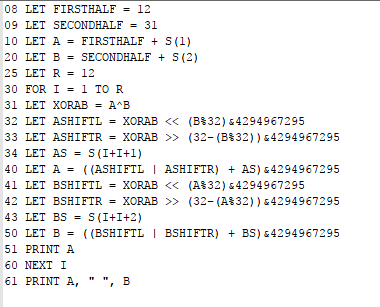 08 LET FIRSTHALF = 12
09 LET SECONDHALF = 31
10 LET A = FIRSTHALF + S(1)
20 LET B = SECONDHALF + S(2)
25 LET R = 12
30 FOR I = 1 TO R
31 LET XORAB = A^B
32 LET ASHIFTL = XORAB << (B%32)&4294967295
33 LET ASHIFTR = XORAB >> (32-(B%32))&4294967295
34 LET AS = S(I+I+1)
40 LET A = ((ASHIFTL | ASHIFTR) + AS)&4294967295
41 LET BSHIFTL = XORAB << (A%32)&4294967295
42 LET BSHIFTR = XORAB >> (32-(A%32))&4294967295
43 LET BS = S(I+I+2)
50 LET B = ((BSHIFTL | BSHIFTR) + BS)&4294967295
51 PRINT A
60 NEXT I
61 PRINT A, " ", B